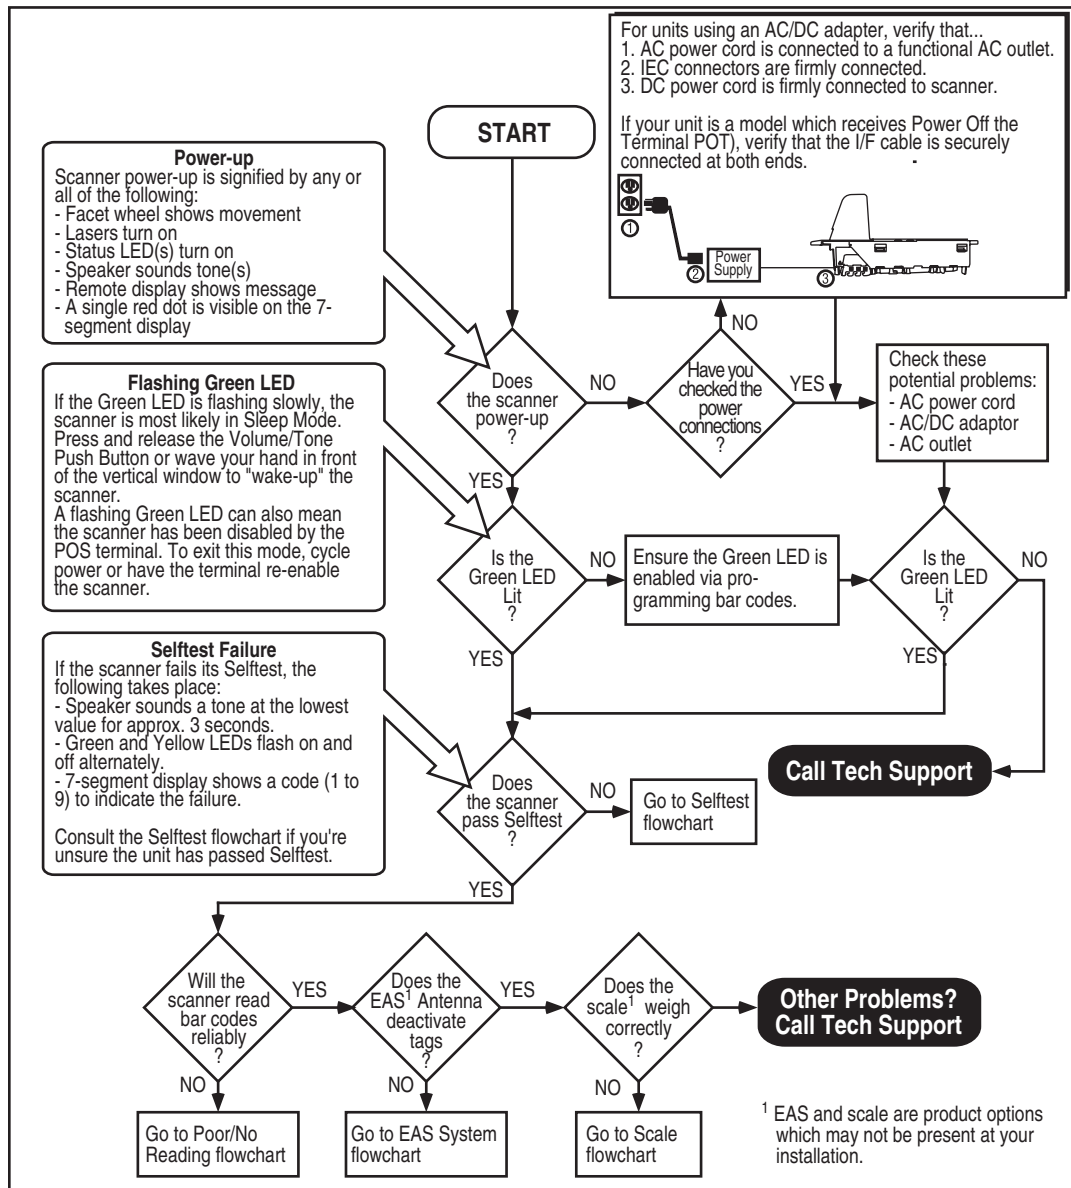 For units using an AC/DC adapter, verify that...
1. AC power cord is connected to a functional AC outlet.
2. IEC connectors are firmly connected.
3. DC power cord is firmly connected to scanner.
If your unit is a model which receives Power Off the
Terminal POT), verify that the I/F cable is securely
connected at both ends.
1
2
Power
Supply
3
START
Power-up
Scanner power-up is signified by any or
all of the following:
- Facet wheel shows movement
- Lasers turn on
- Status LED(s) turn on
- Speaker sounds tone(s)
- Remote display shows message
- A single red dot is visible on the 7-
segment display
Does
the scanner
power-up
?
NO
YES
Have you
checked the
power
connections
?
NO
YES
Check these
potential problems:
- AC power cord
- AC/DC adaptor
- AC outlet
Flashing Green LED
If the Green LED is flashing slowly, the
scanner is most likely in Sleep Mode.
Press and release the Volume/Tone
Push Button or wave your hand in front
of the vertical window to "wake-up" the
scanner.
A flashing Green LED can also mean
the scanner has been disabled by the
POS terminal. To exit this mode, cycle
power or have the terminal re-enable
the scanner.
Is the
Green LED
Lit
?
NO
YES
Ensure the Green LED is
enabled via pro-
gramming bar codes.
Is the
Green LED
Lit
?
NO
YES
Selftest Failure
If the scanner fails its Selftest, the
following takes place:
- Speaker sounds a tone at the lowest
value for approx. 3 seconds.
- Green and Yellow LEDs flash on and
off alternately.
- 7-segment display shows a code (1 to
9) to indicate the failure.
Consult the Selftest flowchart if you're
unsure the unit has passed Selftest.
Does
the scanner
pass Selftest
?
NO
YES
Go to Selftest
flowchart
Call Tech Support
Will the
scanner read
bar codes
reliably
?
YES
NO
Does the
EAS1 Antenna
deactivate
tags
?
YES
NO
Does the
scale1 weigh
correctly
?
NO
Other Problems?
Call Tech Support
Go to Poor/No
Reading flowchart
Go to EAS System
flowchart
Go to Scale
flowchart
1 EAS and scale are product options
which may not be present at your
installation.